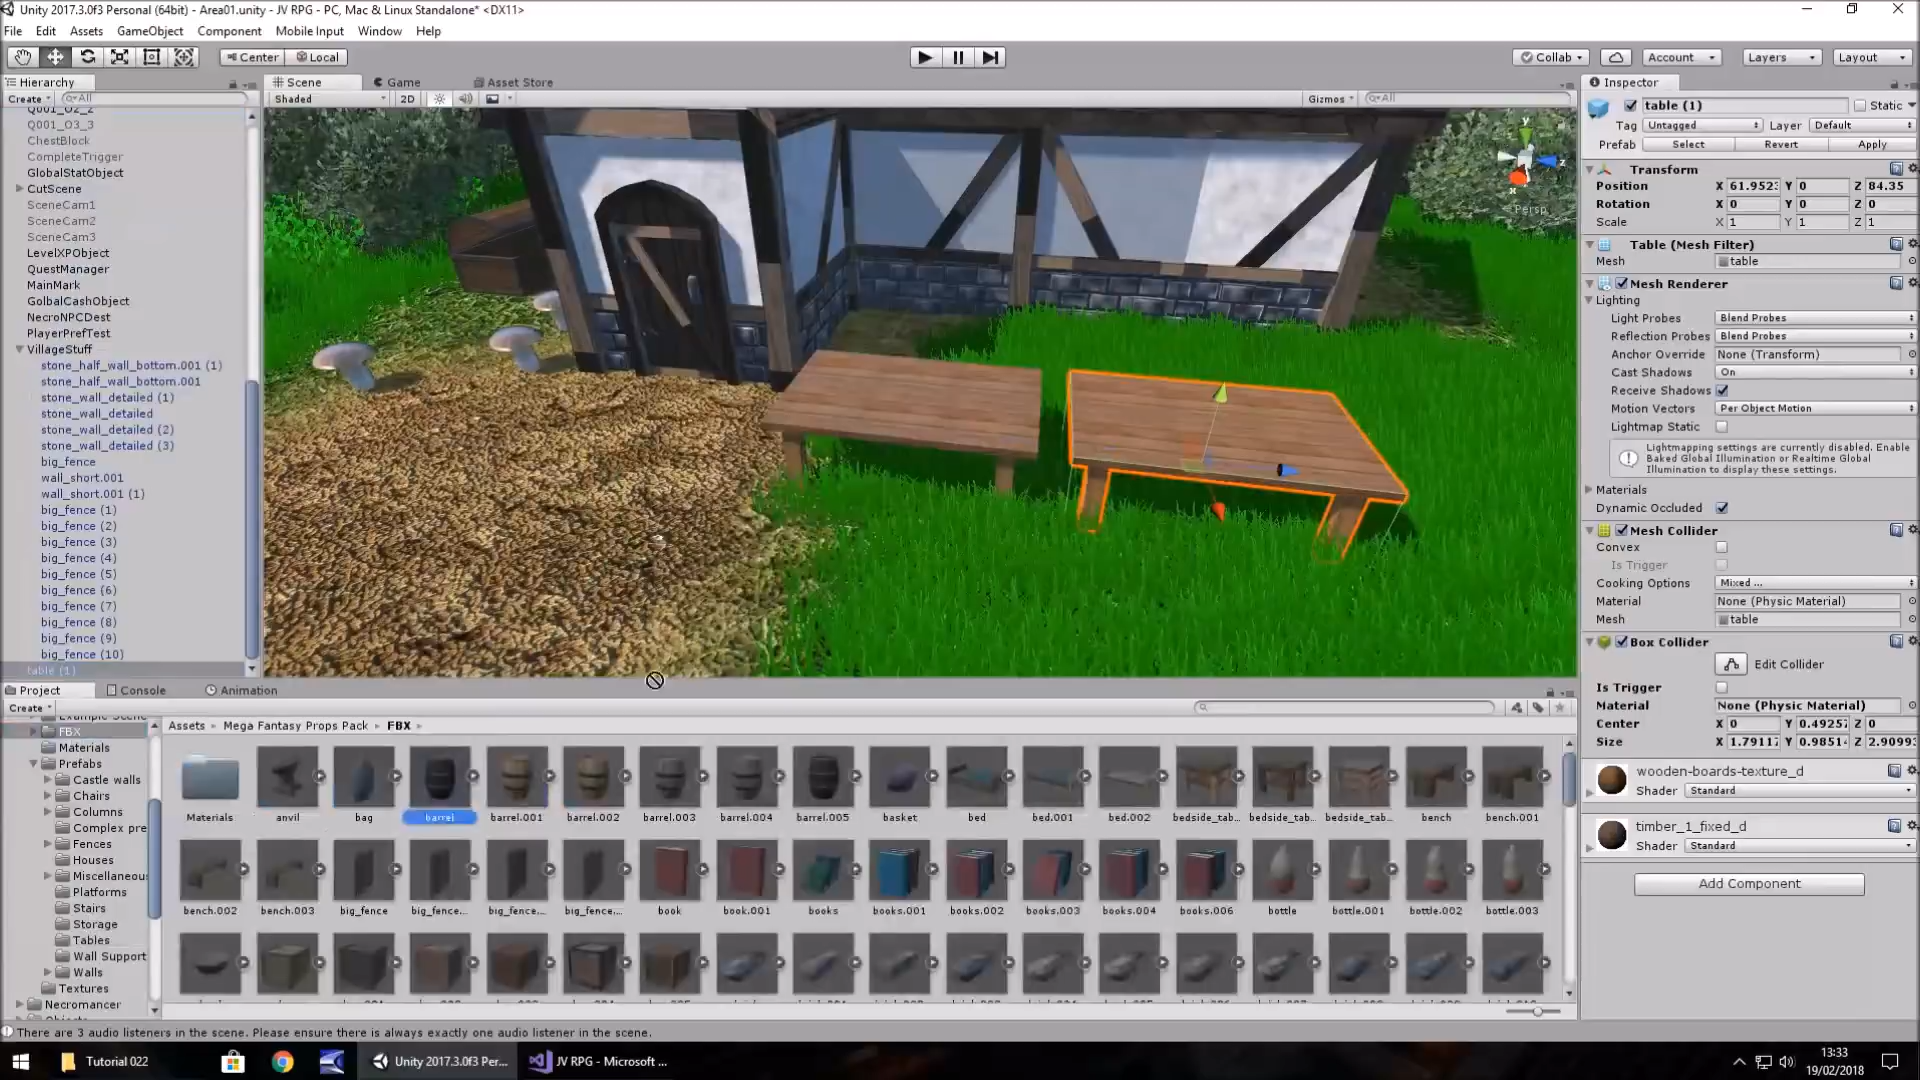 Unity 2017.3.0f3 Personal (64bit) - Area01.unity - JV RPG - PC, Mac & Linux Standalone* <DX11>
File Edit Assets GameObject Component Mobile Input Window Help
Center Local Collab Account Layers Layout
Hierarchy
Create All
Q001_O2_2
Q001_O3_3
ChestBlock
CompleteTrigger
GlobalStatObject
CutScene
SceneCam1
SceneCam2
SceneCam3
LevelXPObject
QuestManager
MainMark
GolbalCashObject
NecroNPCDest
PlayerPrefTest
VillageStuff
stone_half_wall_bottom.001 (1)
stone_half_wall_bottom.001
stone_wall_detailed (1)
stone_wall_detailed
stone_wall_detailed (2)
stone_wall_detailed (3)
big_fence
wall_short.001
wall_short.001 (1)
big_fence (1)
big_fence (2)
big_fence (3)
big_fence (4)
big_fence (5)
big_fence (6)
big_fence (7)
big_fence (8)
big_fence (9)
big_fence (10)
table (1)
Scene Game Asset Store
Shaded 2D Gizmos All
y
z
x
Persp
Inspector
table (1) Static
Tag Untagged Layer Default
Prefab Select Revert Apply
Transform
Position X 61.952 Y 0 Z 84.35
Rotation X 0 Y 0 Z 0
Scale X 1 Y 1 Z 1
Table (Mesh Filter)
Mesh table
Mesh Renderer
Lighting
Light Probes Blend Probes
Reflection Probes Blend Probes
Anchor Override None (Transform)
Cast Shadows On
Receive Shadows
Motion Vectors Per Object Motion
Lightmap Static
Lightmapping settings are currently disabled. Enable
Baked Global Illumination or Realtime Global
Illumination to display these settings.
Materials
Dynamic Occluded
Mesh Collider
Convex
Is Trigger
Cooking Options Mixed ...
Material None (Physic Material)
Mesh table
Box Collider
Edit Collider
Is Trigger
Material None (Physic Material)
Center X 0 Y 0.4925 Z 0
Size X 1.7911 Y 0.9851 Z 2.9099
wooden-boards-texture_d
Shader Standard
timber_1_fixed_d
Shader Standard
Add Component
Project Console Animation
Create
FBX
Materials
Prefabs
Castle walls
Chairs
Columns
Complex pre
Fences
Houses
Miscellaneou
Platforms
Stairs
Storage
Tables
Wall Support
Walls
Textures
Necromancer
Assets Mega Fantasy Props Pack FBX
Materials anvil bag barrel barrel.001 barrel.002 barrel.003 barrel.004 barrel.005 basket bed bed.001 bed.002 bedside_tab... bedside_tab... bedside_tab... bench bench.001
bench.002 bench.003 big_fence big_fence... big_fence... big_fence... book book.001 books books.001 books.002 books.003 books.004 books.006 bottle bottle.001 bottle.002 bottle.003
There are 3 audio listeners in the scene. Please ensure there is always exactly one audio listener in the scene.
Tutorial 022 Unity 2017.3.0f3 Per... JV RPG - Microsoft ...
13:33
19/02/2018